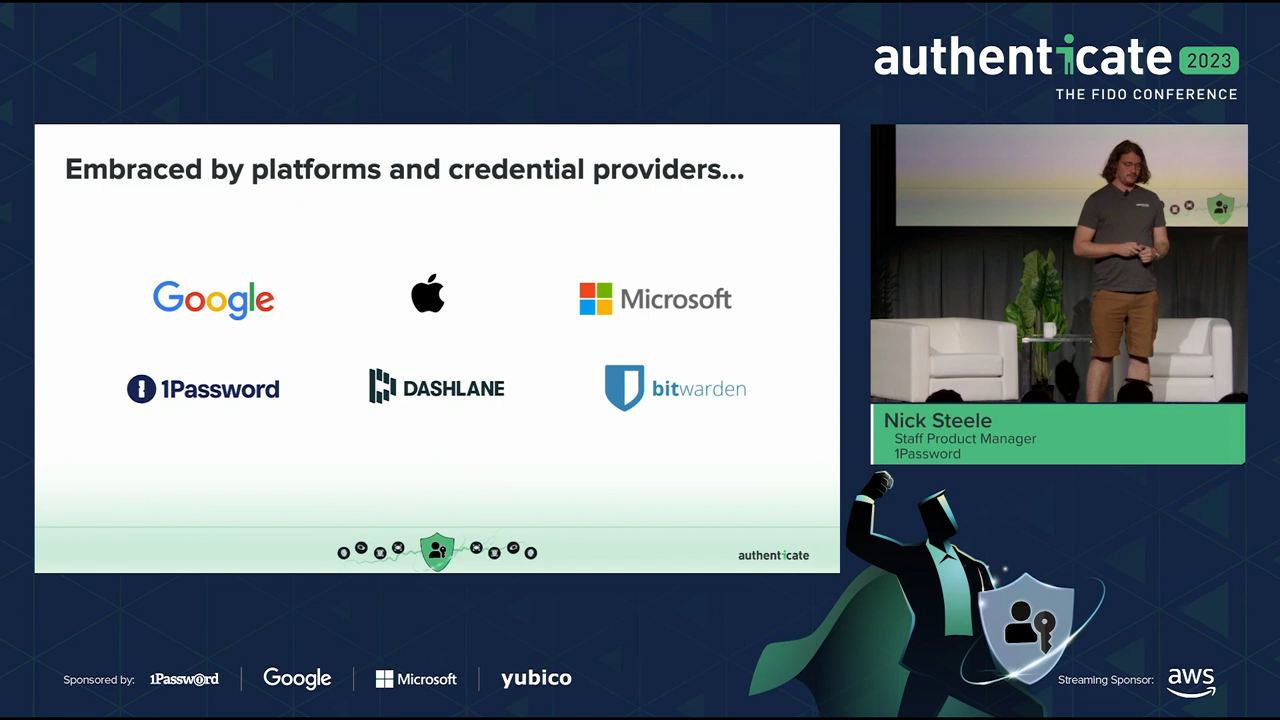 authenticate 2023
THE FIDO CONFERENCE
Embraced by platforms and credential providers...
Google
Microsoft
1Password
DASHLANE
bitwarden
authenticate
Nick Steele
Staff Product Manager
1Password
Sponsored by:
1Password
Google
Microsoft
yubico
Streaming Sponsor:
aws